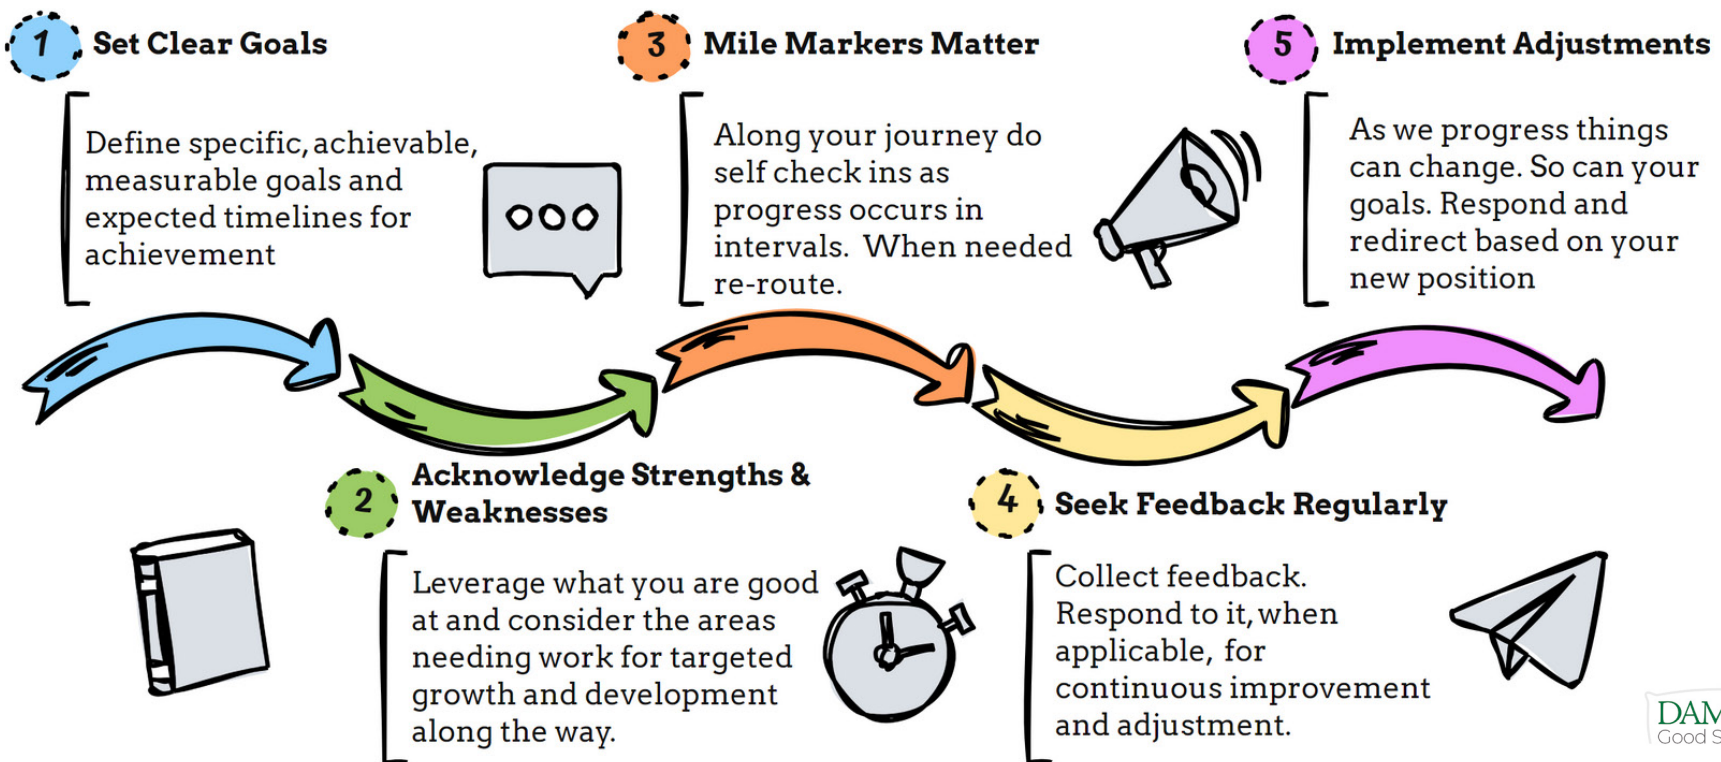 1
Set Clear Goals
Define specific, achievable,
measurable goals and
expected timelines for
achievement
2
Acknowledge Strengths &
Weaknesses
Leverage what you are good
at and consider the areas
needing work for targeted
growth and development
along the way.
3
Mile Markers Matter
Along your journey do
self check ins as
progress occurs in
intervals. When needed
re-route.
4
Seek Feedback Regularly
Collect feedback.
Respond to it, when
applicable, for
continuous improvement
and adjustment.
5
Implement Adjustments
As we progress things
can change. So can your
goals. Respond and
redirect based on your
new position
Good